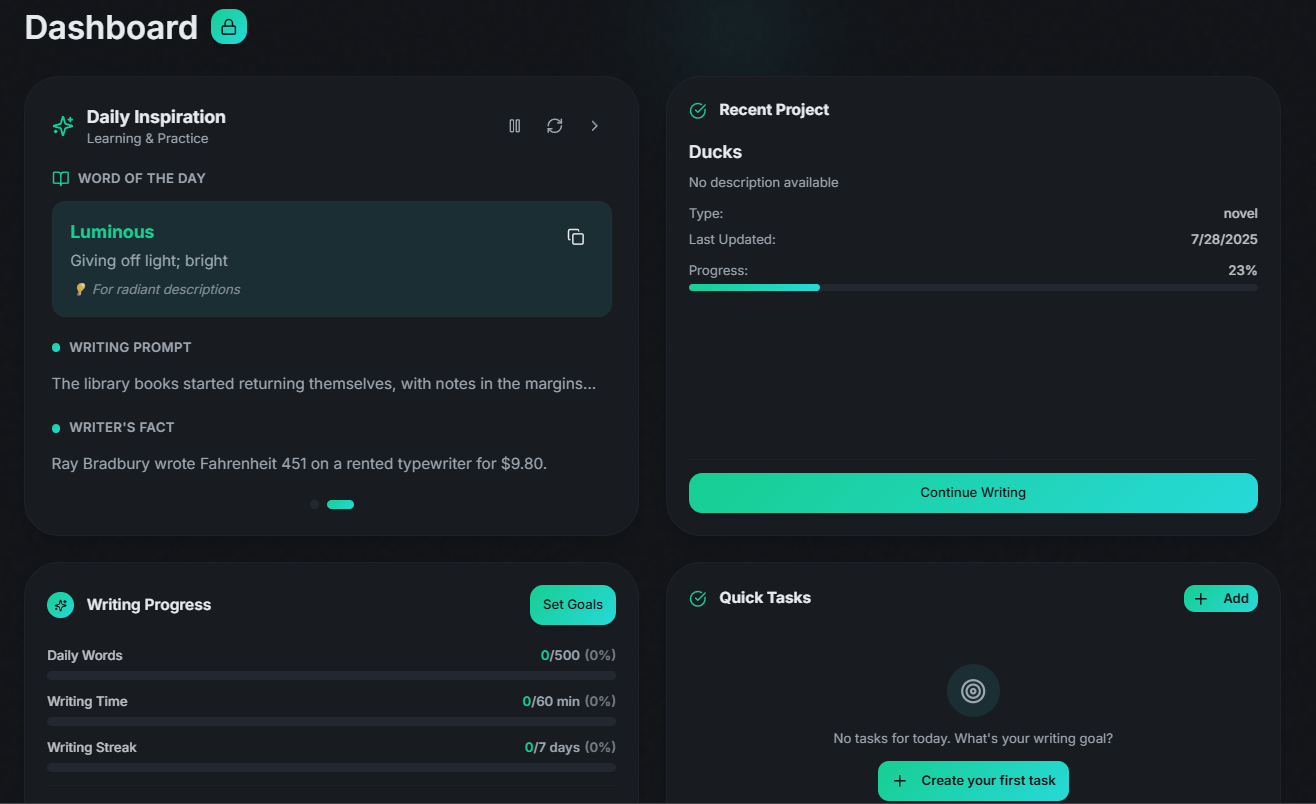 Dashboard
Daily Inspiration
Learning & Practice
WORD OF THE DAY
Luminous
Giving off light; bright
For radiant descriptions
WRITING PROMPT
The library books started returning themselves, with notes in the margins...
WRITER'S FACT
Ray Bradbury wrote Fahrenheit 451 on a rented typewriter for $9.80.
Recent Project
Ducks
No description available
Type: novel
Last Updated: 7/28/2025
Progress: 23%
Continue Writing
Writing Progress
Set Goals
Daily Words 0/500 (0%)
Writing Time 0/60 min (0%)
Writing Streak 0/7 days (0%)
Quick Tasks
Add
No tasks for today. What's your writing goal?
Create your first task